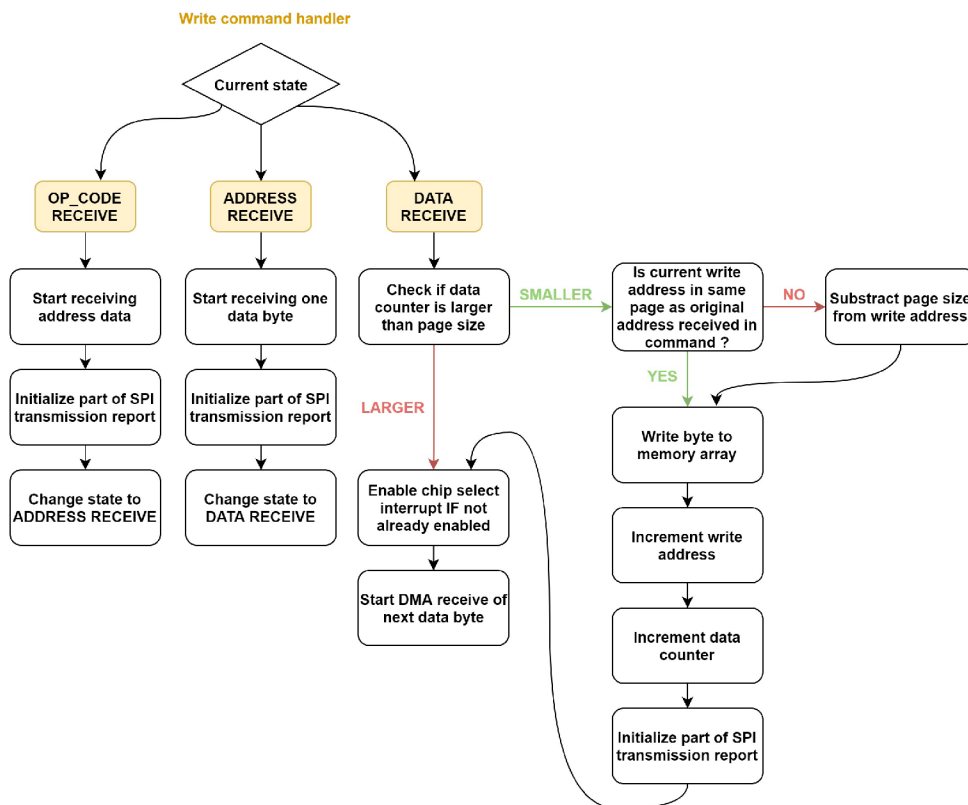 Write command handler
Current state
OP_CODE
RECEIVE
ADDRESS
RECEIVE
DATA
RECEIVE
Start receiving
address data
Start receiving one
data byte
Check if data
counter is larger
than page size
SMALLER
Is current write
address in same
page as original
address received in
command ?
NO
Substract page size
from write address
Initialize part of SPI
transmission report
Initialize part of SPI
transmission report
LARGER
YES
Write byte to
memory array
Change state to
ADDRESS RECEIVE
Change state to
DATA RECEIVE
Enable chip select
interrupt IF not
already enabled
Increment write
address
Start DMA receive of
next data byte
Increment data
counter
Initialize part of SPI
transmission report